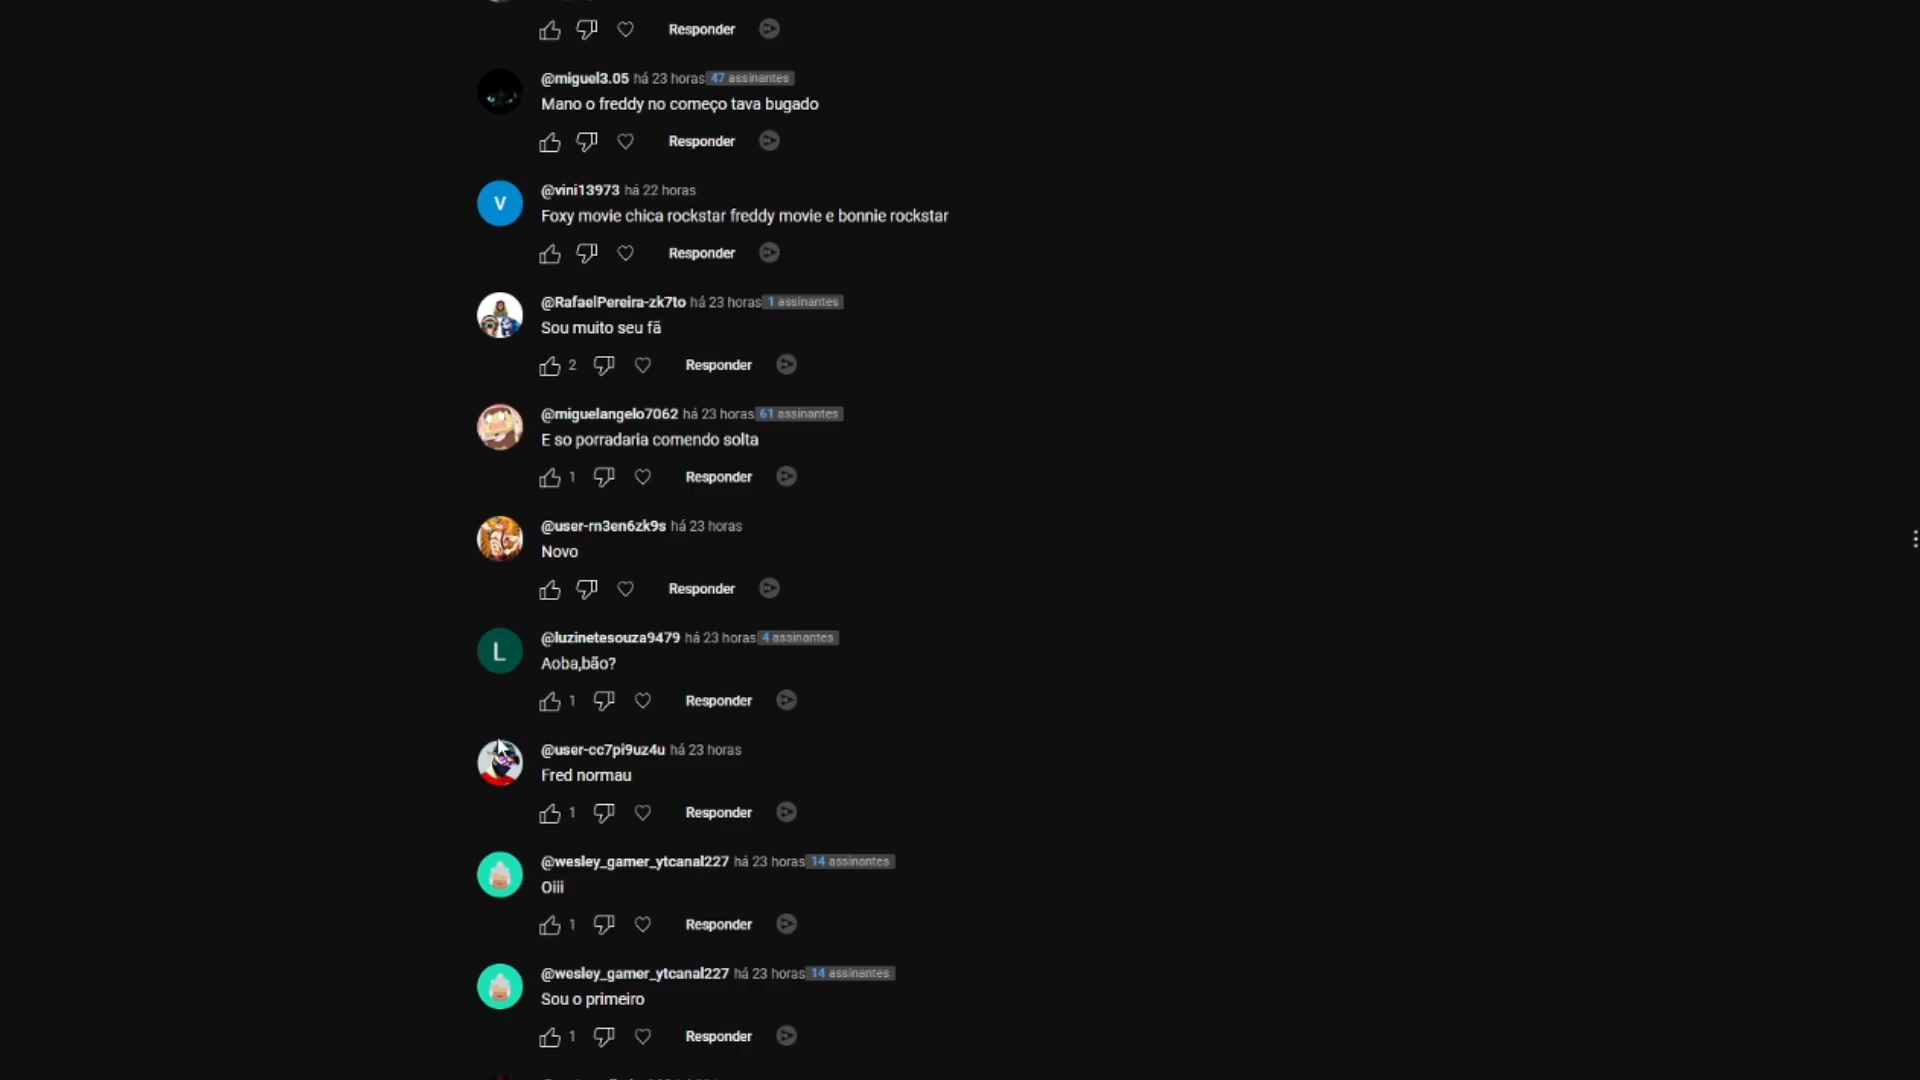 Responder
@miguel3.05 há 23 horas 47 assinantes
Mano o freddy no começo tava bugado
Responder
V
@vini13973 há 22 horas
Foxy movie chica rockstar freddy movie e bonnie rockstar
Responder
@RafaelPereira-zk7to há 23 horas 1 assinantes
Sou muito seu fã
2 Responder
@miguelangelo7062 há 23 horas 61 assinantes
E so porradaria comendo solta
1 Responder
@user-rn3en6zk9s há 23 horas
Novo
Responder
L
@luzinetesouza9479 há 23 horas 4 assinantes
Aoba,bão?
1 Responder
@user-cc7pi9uz4u há 23 horas
Fred normau
1 Responder
@wesley_gamer_ytcanal227 há 23 horas 14 assinantes
Oiii
1 Responder
@wesley_gamer_ytcanal227 há 23 horas 14 assinantes
Sou o primeiro
1 Responder